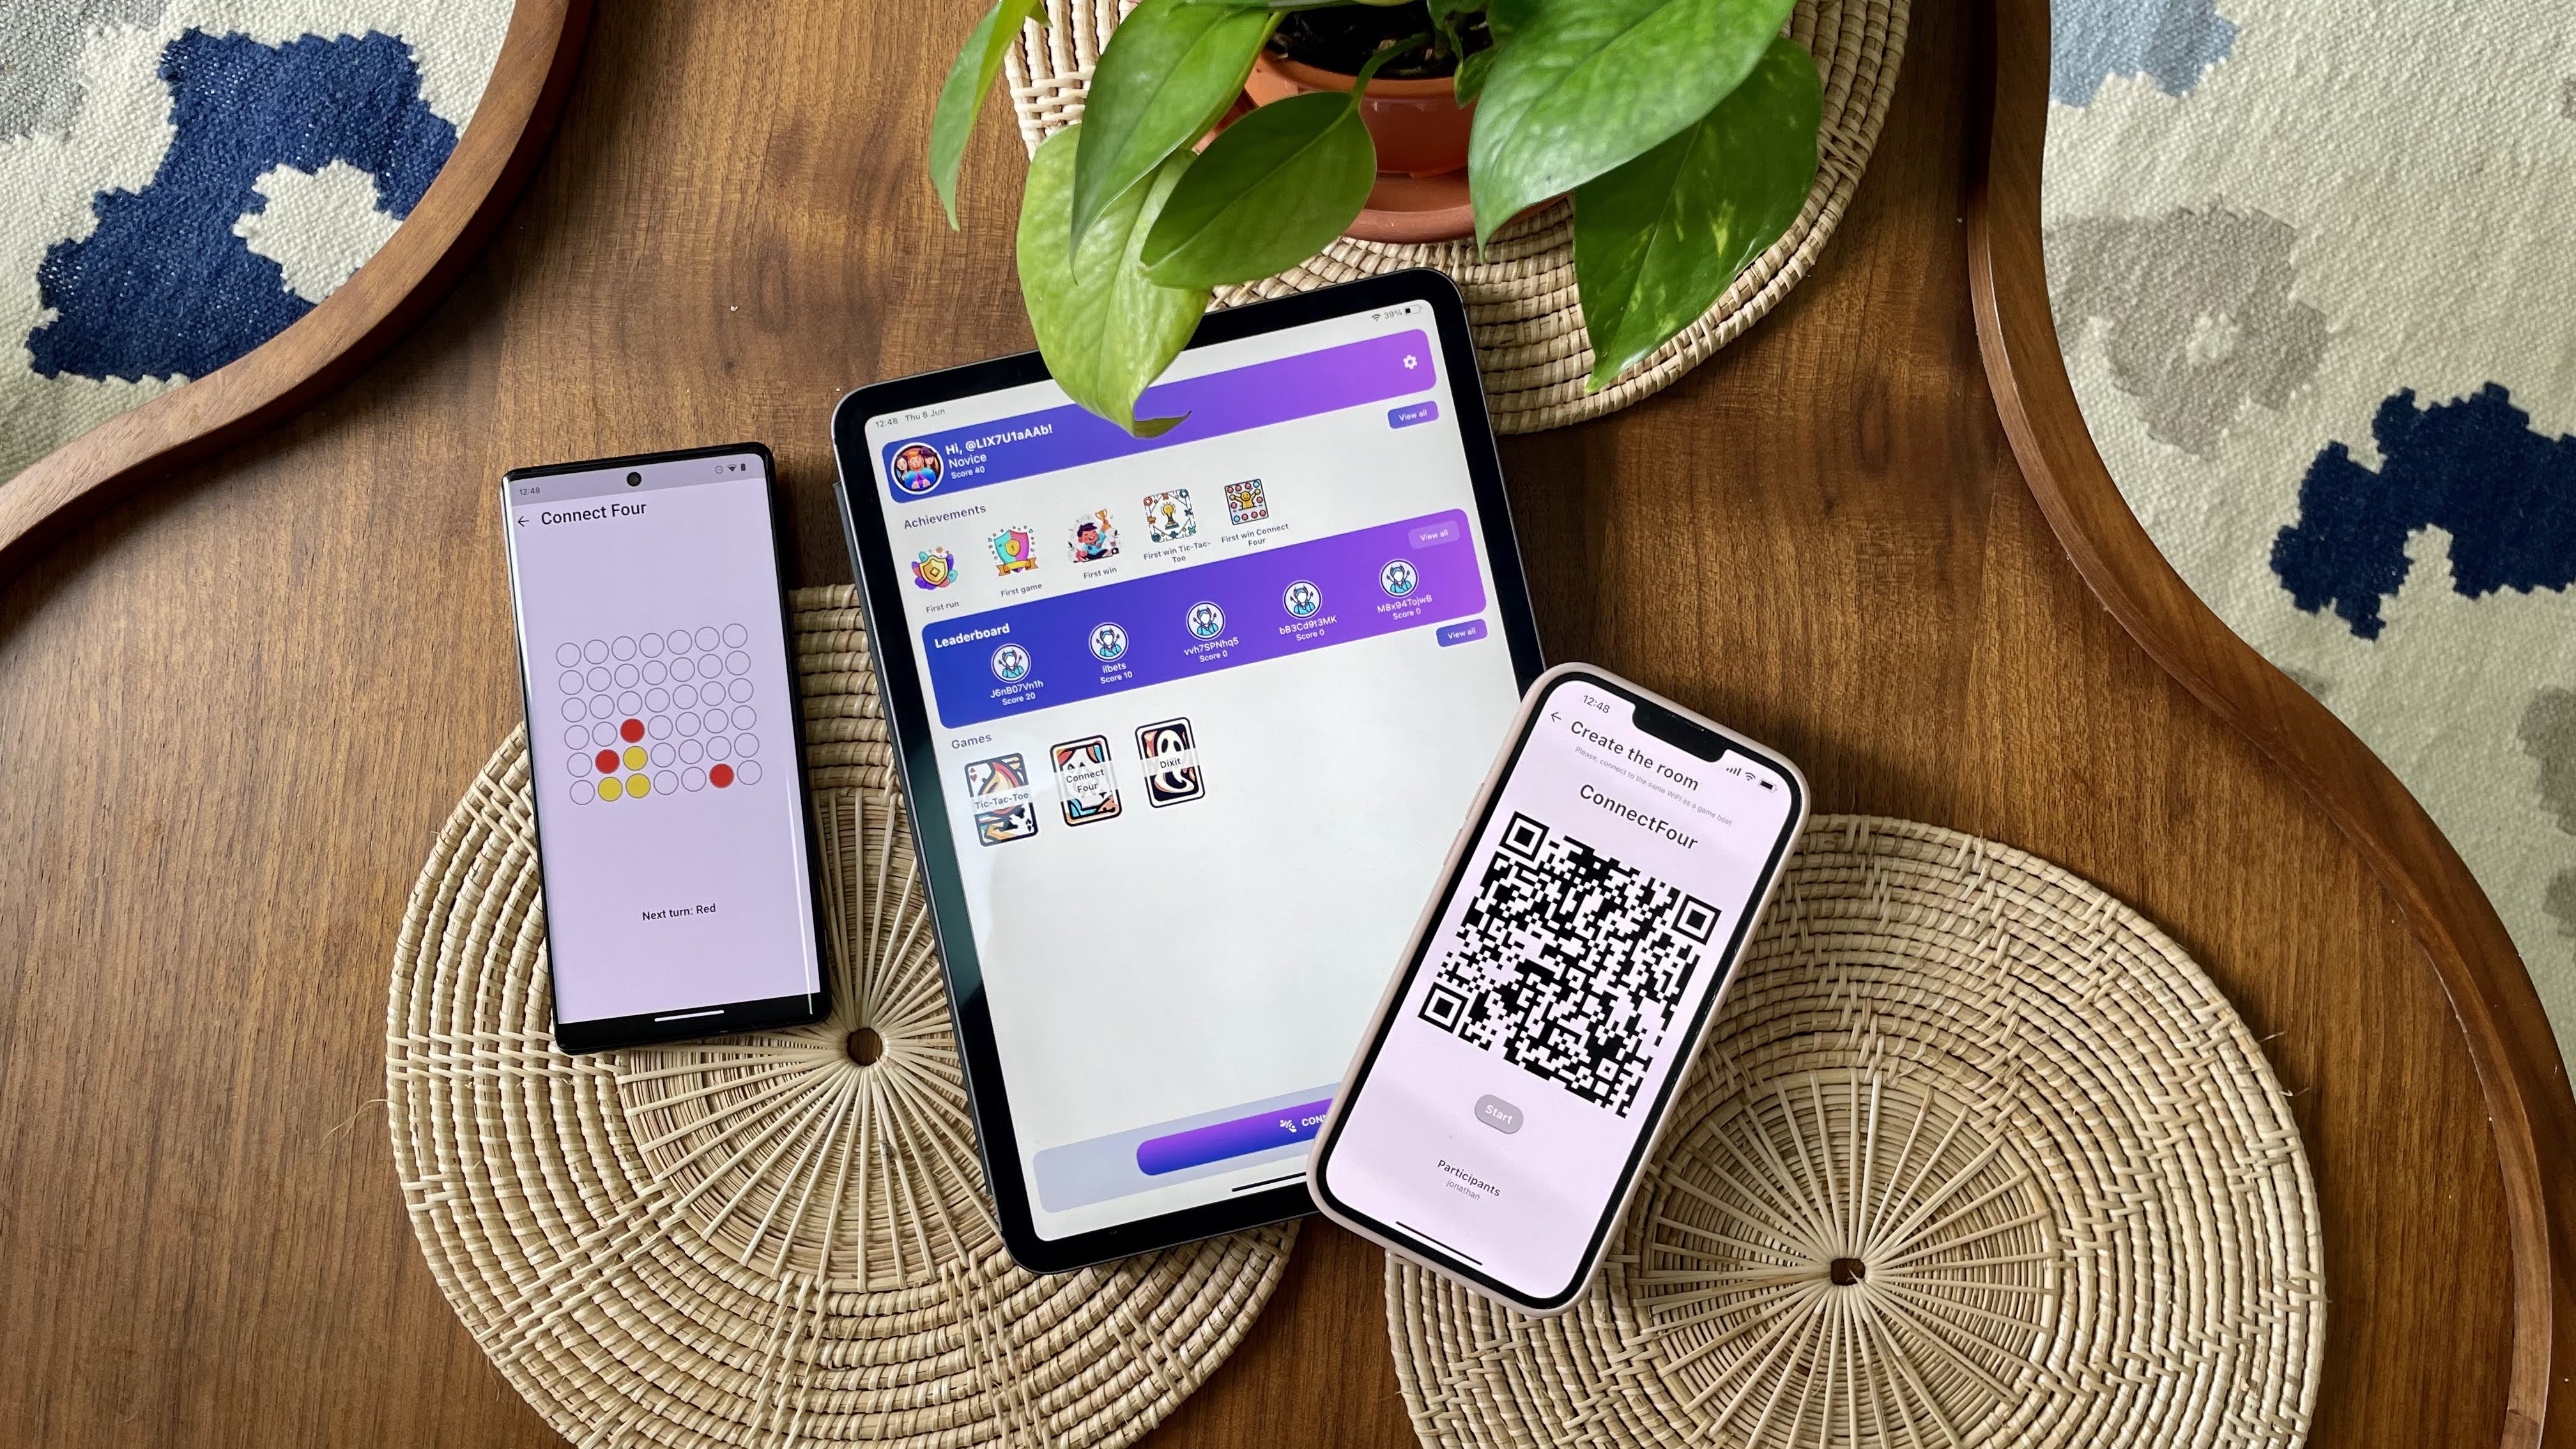 12:48
Connect Four
Next turn: Red
12:48 Thu 8 Jun
39%
Hi, @LIX7U1aAAb!
Novice
Score 40
View all
Achievements
First run
First game
First win
First win Tic-Tac-
Toe
First win Connect
Four
View all
Leaderboard
J6nB07Vn1h
Score 20
ilbets
Score 10
vvh7SPNhq5
Score 0
bB3Cd9t3MK
Score 0
M8x94TojwB
Score 0
View all
Games
Tic-Tac-Toe
Connect
Four
Dixit
12:48
Create the room
Please, connect to the same WiFi as a game host
ConnectFour
Start
Participants
jonathan